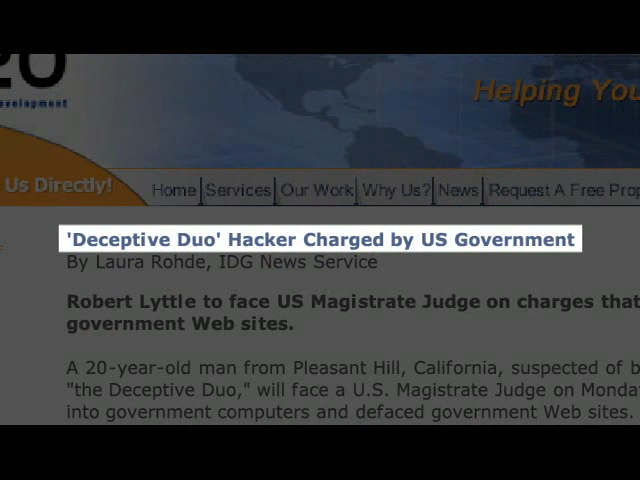 20
evelopment
Helping You
Us Directly!
Home Services Our Work Why Us? News Request A Free Prop
'Deceptive Duo' Hacker Charged by US Government
By Laura Rohde, IDG News Service
Robert Lyttle to face US Magistrate Judge on charges that
government Web sites.
A 20-year-old man from Pleasant Hill, California, suspected of b
"the Deceptive Duo," will face a U.S. Magistrate Judge on Monda
into government computers and defaced government Web sites.